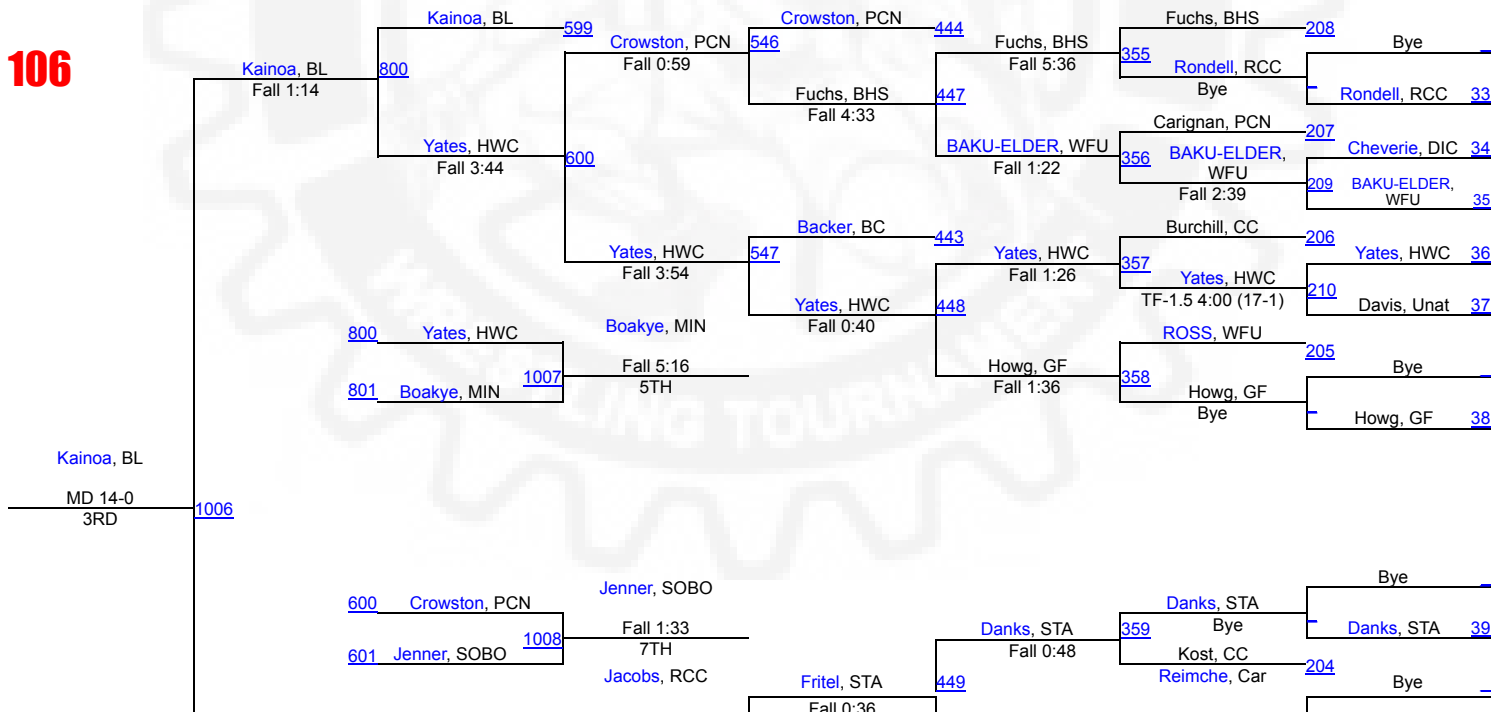 106
Kainoa, BL
599
Crowston, PCN
444
Fuchs, BHS
208
Crowston, PCN
546
Fuchs, BHS
Bye
Fall 0:59
Fall 5:36
355
Kainoa, BL
800
Rondell, RCC
Fall 1:14
Bye
Fuchs, BHS
447
Rondell, RCC 33
Fall 4:33
Carignan, PCN
207
Yates, HWC
BAKU-ELDER, WFU
Cheverie, DIC 34
Fall 3:44
600
Fall 1:22
356
BAKU-ELDER,
WFU
Fall 2:39
209
BAKU-ELDER,
WFU
35
Backer, BC
443
Burchill, CC
206
Yates, HWC
547
Yates, HWC
Yates, HWC 36
Fall 3:54
Fall 1:26
357
Yates, HWC
TF-1.5 4:00 (17-1)
210
Yates, HWC
448
Davis, Unat 37
Fall 0:40
800 Yates, HWC
Boakye, MIN
ROSS, WFU
205
Fall 5:16
Howg, GF
Bye
1007
5TH
Fall 1:36
358
801 Boakye, MIN
Howg, GF
Bye
Howg, GF 38
Kainoa, BL
MD 14-0
3RD
1006
Jenner, SOBO
Bye
600 Crowston, PCN
Danks, STA
Fall 1:33
Danks, STA
359
Bye
Danks, STA 39
1008
7TH
Fall 0:48
601 Jenner, SOBO
Kost, CC
204
Jacobs, RCC
Fritel, STA
449
Reimche, Car
Bye
Fall 0:36
WRESTLING TOURNAMENT